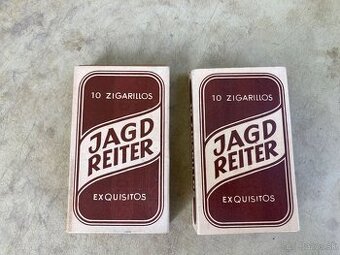 10 ZIGARILLOS
JAGD
REITER
EXQUISITOS
10 ZIGARILLOS
JAGD
REITER
EXQUISITOS